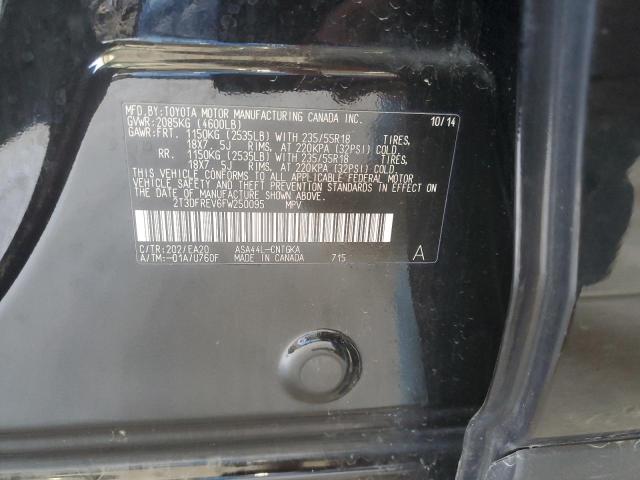 MFD.BY:TOYOTA MOTOR MANUFACTURING CANADA INC.
GVWR:2085KG (4600LB) 10/14
GAWR:FRT. 1150KG (2535LB) WITH 235/55R18 TIRES,
18X7.5J RIMS, AT 220KPA (32PSI) COLD.
RR. 1150KG (2535LB) WITH 235/55R18 TIRES,
18X7.5J RIMS, AT 220KPA (32PSI) COLD.
THIS VEHICLE CONFORMS TO ALL APPLICABLE FEDERAL MOTOR
VEHICLE SAFETY AND THEFT PREVENTION STANDARDS IN EFFECT
ON THE DATE OF MANUFACTURE SHOWN ABOVE.
2T3DFREV6FW250095 MPV
C/TR:202/EA20 ASA44L-CNTGKA
A/TM:-01A/U760F MADE IN CANADA 715 A